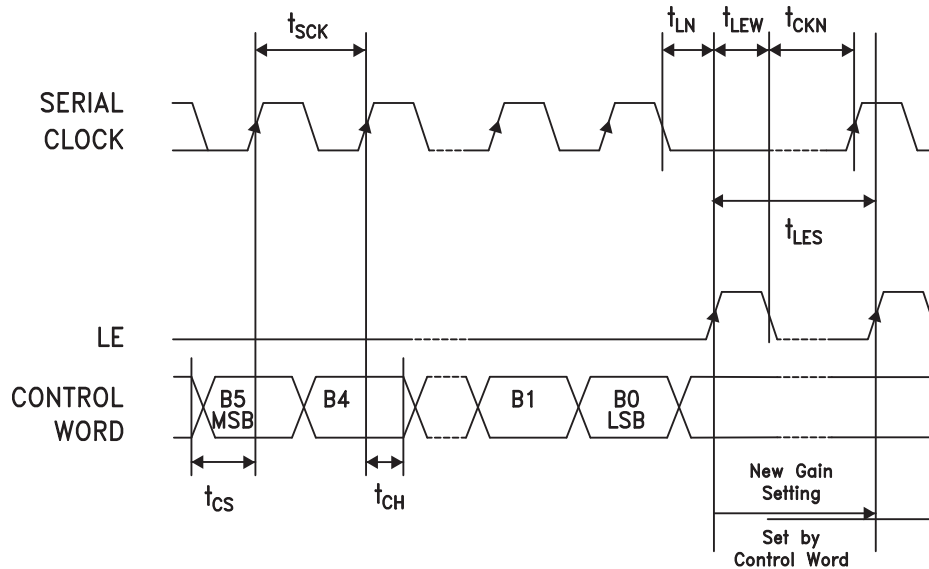 tSCK
tLN tLEW tCKN
SERIAL
CLOCK
tLES
LE
CONTROL
WORD
B5
MSB
B4
B1
B0
LSB
tCS
tCH
New Gain
Setting
Set by
Control Word